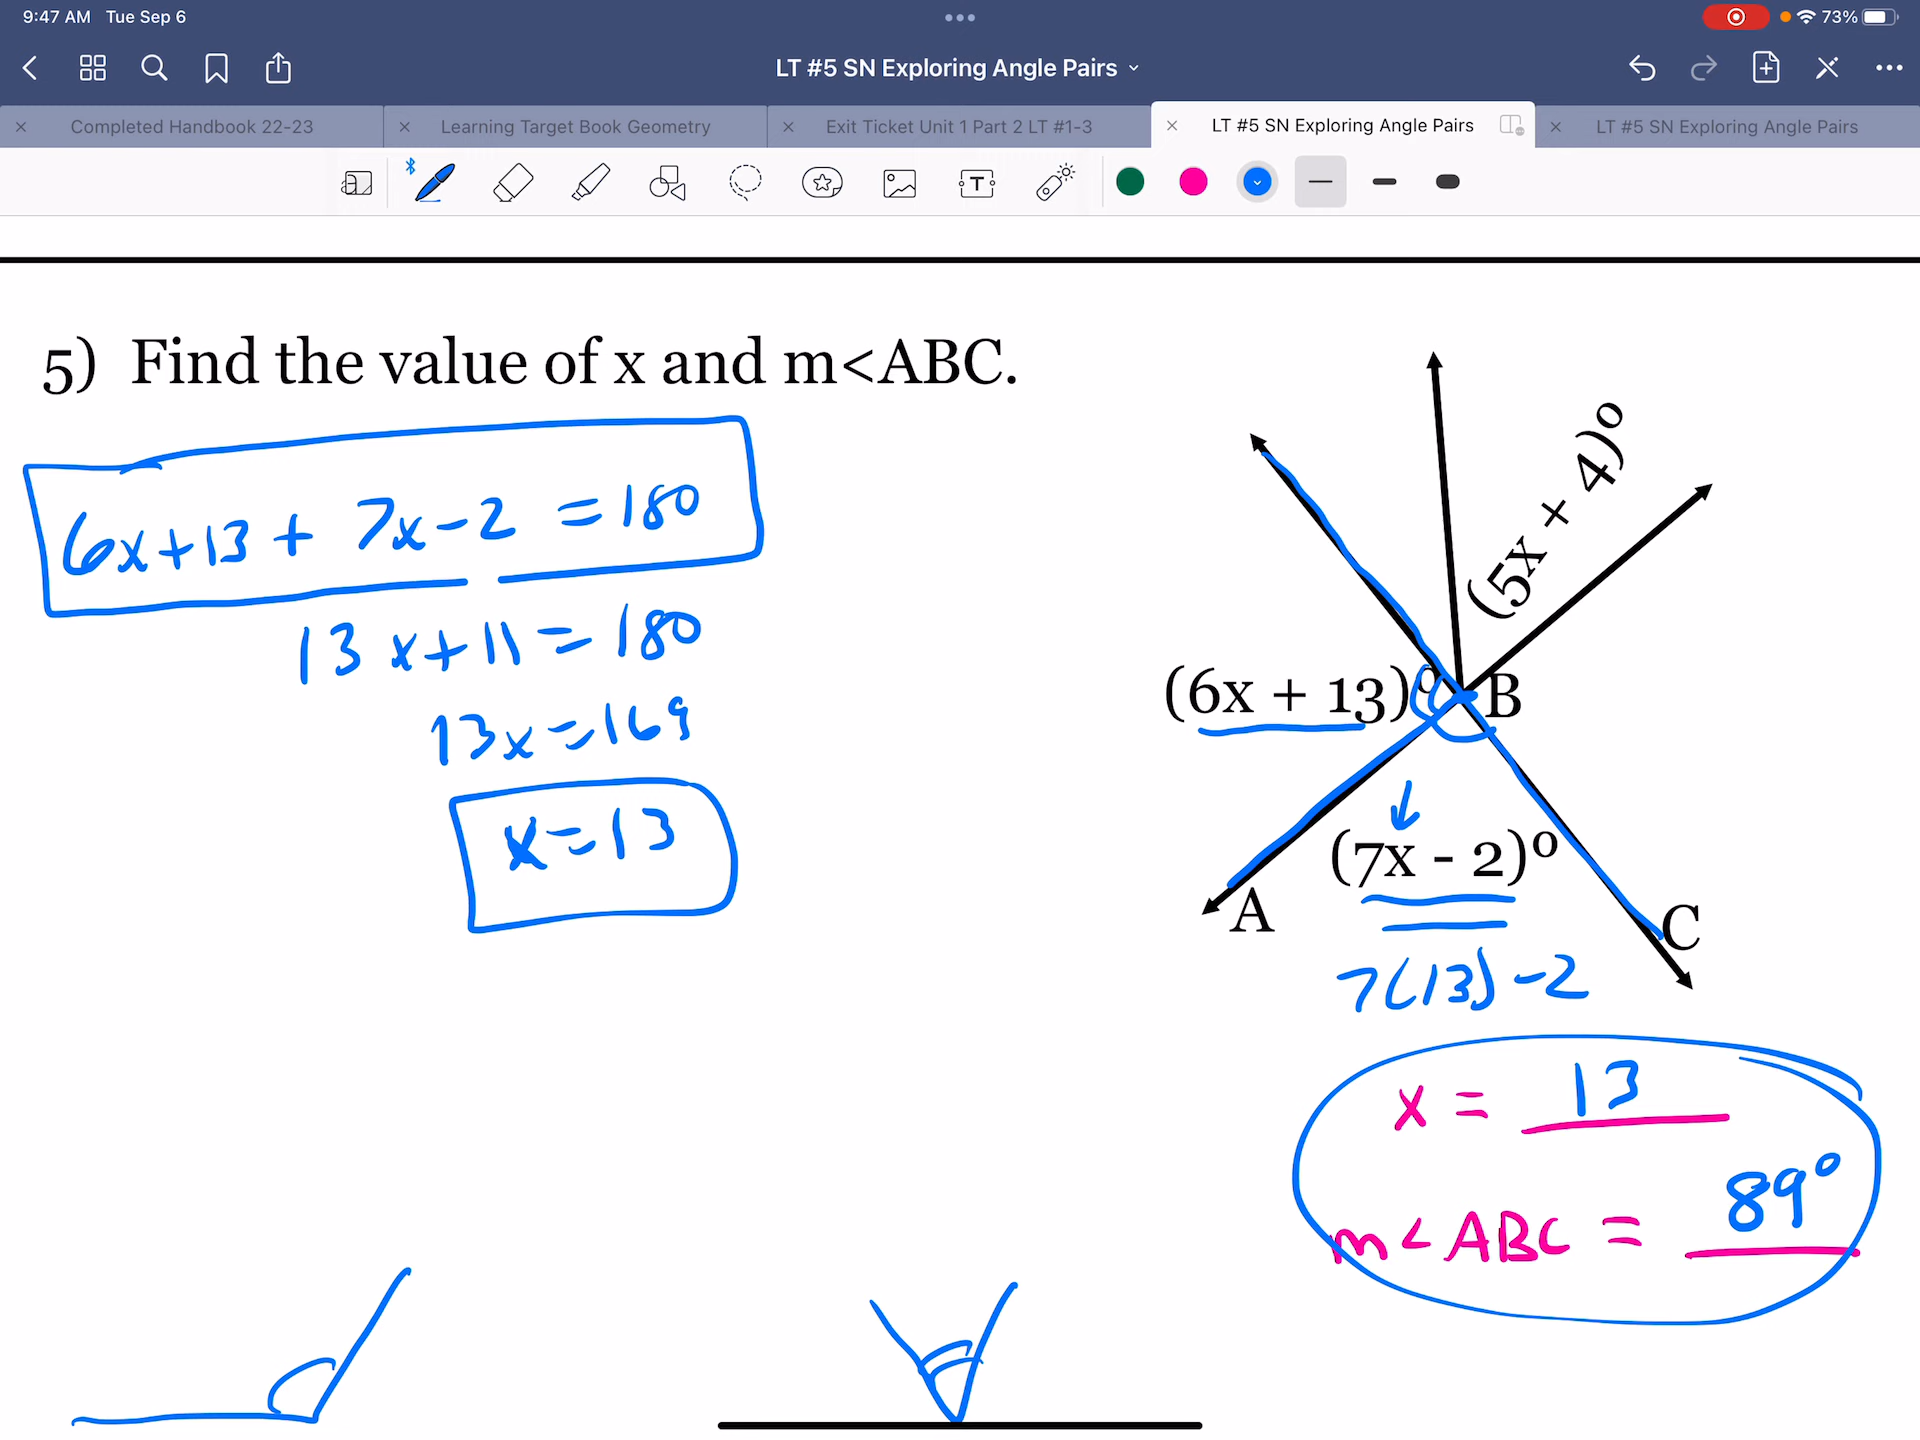 9:47 AM Tue Sep 6
73%
LT #5 SN Exploring Angle Pairs
Completed Handbook 22-23
Learning Target Book Geometry
Exit Ticket Unit 1 Part 2 LT #1-3
LT #5 SN Exploring Angle Pairs
LT #5 SN Exploring Angle Pairs
T
5) Find the value of x and m<ABC.
6x+13 + 7x-2 = 180
13x+11=180
13x=169
x=13
(5x + 4)º
(6x + 13)º
B
(7x - 2)º
A
C
7(13)-2
x = 13
m<ABC = 89º